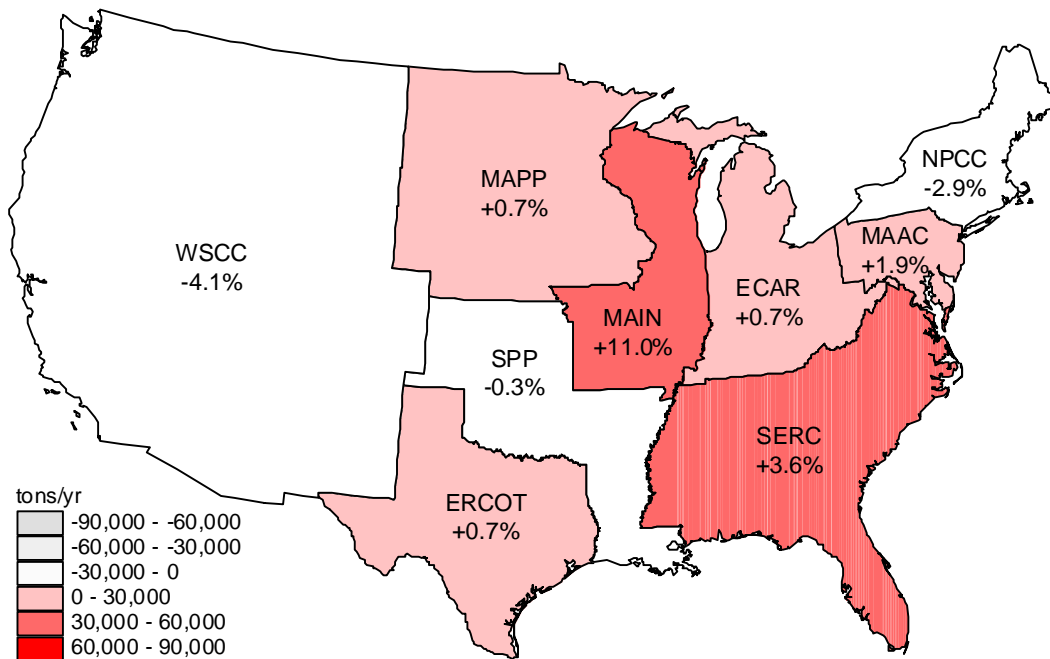 NPCC
-2.9%
MAPP
+0.7%
MAAC
+1.9%
WSCC
-4.1%
ECAR
+0.7%
MAIN
+11.0%
SPP
-0.3%
SERC
+3.6%
ERCOT
+0.7%
tons/yr
-90,000 - -60,000
-60,000 - -30,000
-30,000 - 0
0 - 30,000
30,000 - 60,000
60,000 - 90,000